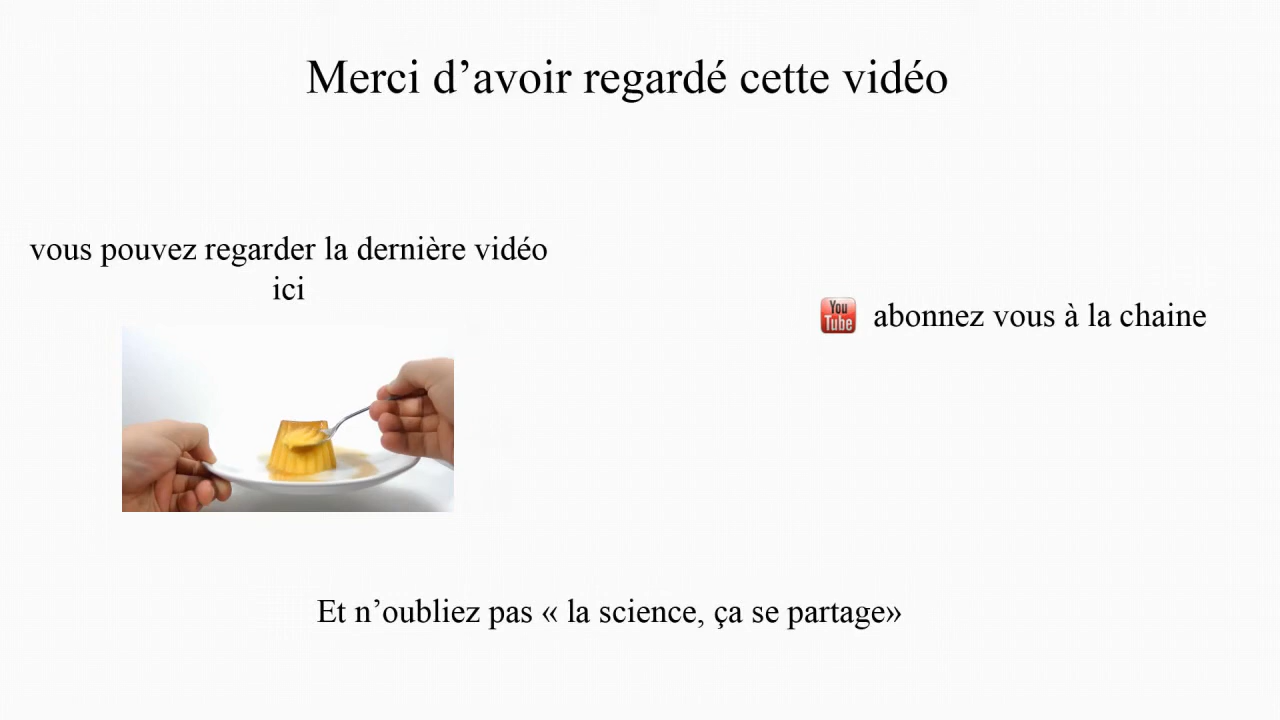 Merci d’avoir regardé cette vidéo
vous pouvez regarder la dernière vidéo
ici
You
Tube
abonnez vous à la chaine
Et n’oubliez pas « la science, ça se partage»